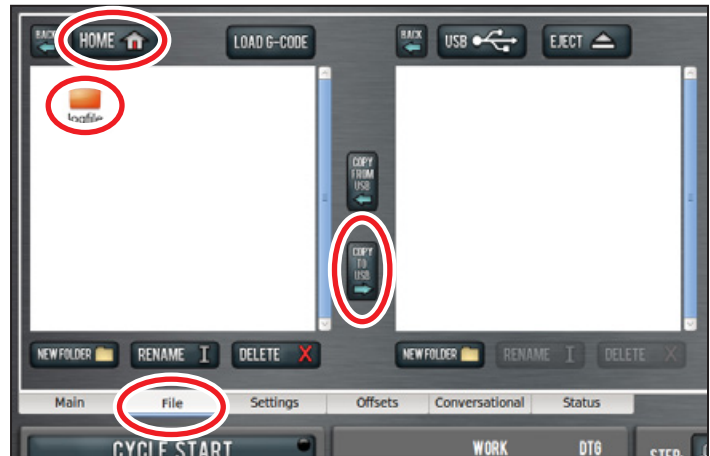 BACK HOME LOAD G-CODE BACK USB EJECT
logfile
COPY FROM USB
COPY TO USB
NEW FOLDER RENAME DELETE X NEW FOLDER RENAME DELETE X
Main File Settings Offsets Conversational Status
CYCLE START WORK DTG STEP